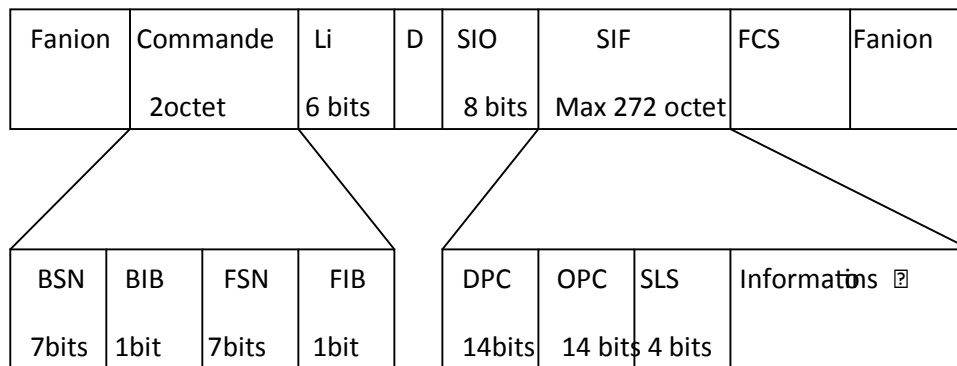 Fanion Commande Li D SIO SIF FCS Fanion
2octet 6 bits 8 bits Max 272 octet
BSN BIB FSN FIB DPC OPC SLS Informations
7bits 1bit 7bits 1bit 14bits 14 bits 4 bits